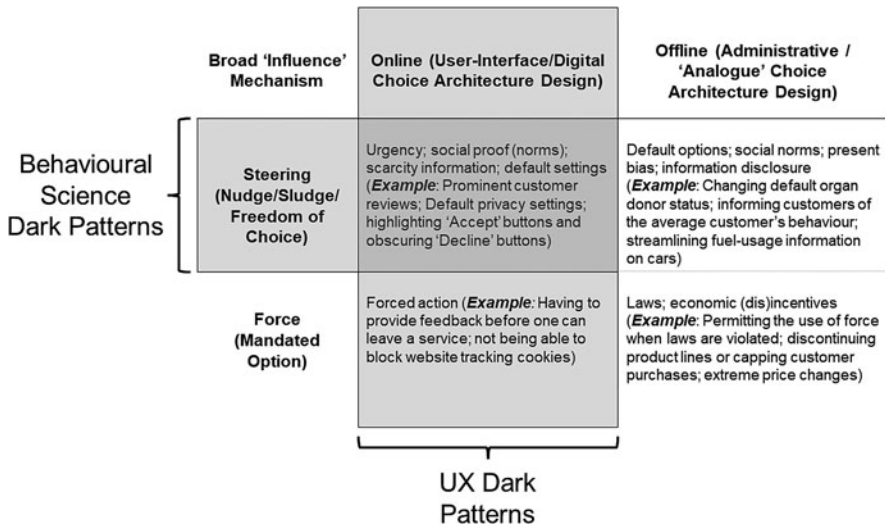 Broad ‘Influence’
Mechanism
Online (User-Interface/Digital
Choice Architecture Design)
Offline (Administrative /
‘Analogue’ Choice
Architecture Design)
Behavioural
Science
Dark Patterns
Steering
(Nudge/Sludge/
Freedom of
Choice)
Urgency; social proof (norms);
scarcity information; default settings
(Example: Prominent customer
reviews; Default privacy settings;
highlighting ‘Accept’ buttons and
obscuring ‘Decline’ buttons)
Default options; social norms; present
bias; information disclosure
(Example: Changing default organ
donor status; informing customers of
the average customer’s behaviour;
streamlining fuel-usage information
on cars)
Force
(Mandated
Option)
Forced action (Example: Having to
provide feedback before one can
leave a service; not being able to
block website tracking cookies)
Laws; economic (dis)incentives
(Example: Permitting the use of force
when laws are violated; discontinuing
product lines or capping customer
purchases; extreme price changes)
UX Dark
Patterns